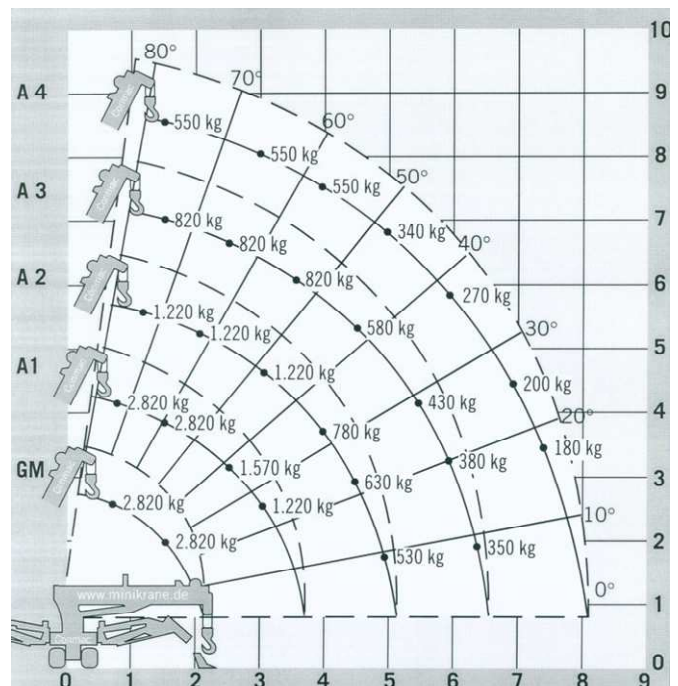 10
80°
70°
A 4
9
550 kg
60°
550 kg
8
A 3
550 kg
50°
7
820 kg
340 kg
820 kg
40°
A 2
820 kg
6
270 kg
1.220 kg
580 kg
30°
1.220 kg
5
A1
1.220 kg
200 kg
2.820 kg
430 kg
20°
4
2.820 kg
780 kg
180 kg
GM
1.570 kg
380 kg
3
630 kg
2.820 kg
1.220 kg
10°
2.820 kg
530 kg
350 kg
2
www.minikrane.de
0°
1
0
0 1 2 3 4 5 6 7 8 9